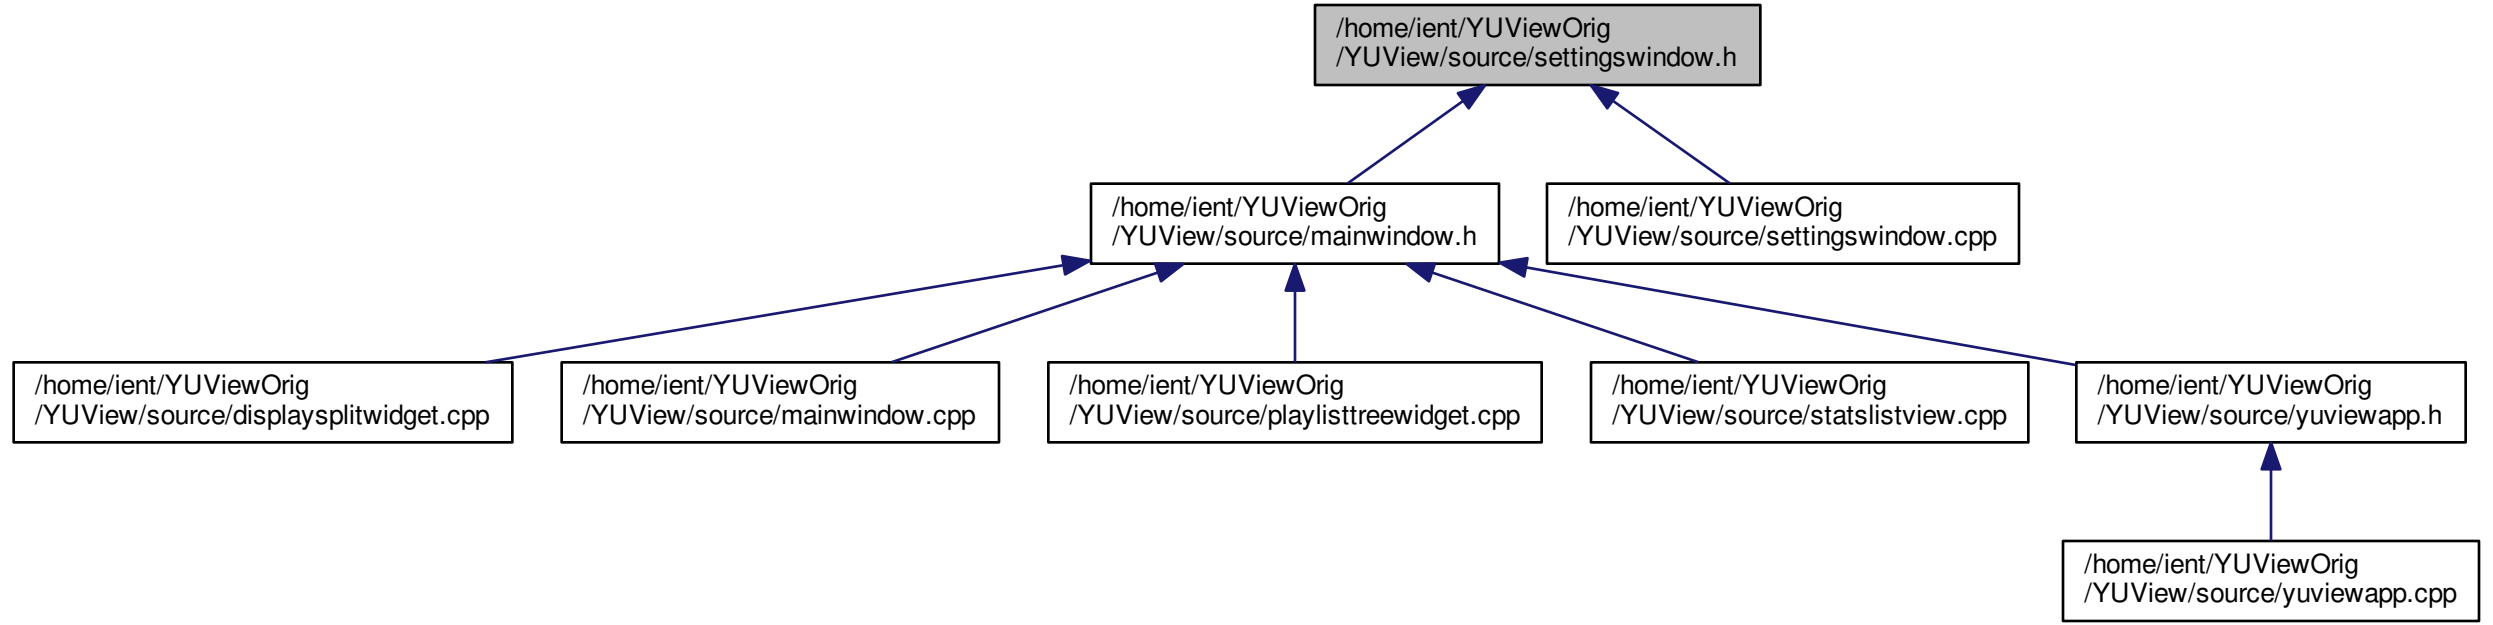 /home/ient/YUViewOrig
/YUView/source/settingswindow.h
/home/ient/YUViewOrig
/YUView/source/mainwindow.h
/home/ient/YUViewOrig
/YUView/source/settingswindow.cpp
/home/ient/YUViewOrig
/YUView/source/displaysplitwidget.cpp
/home/ient/YUViewOrig
/YUView/source/mainwindow.cpp
/home/ient/YUViewOrig
/YUView/source/playlisttreewidget.cpp
/home/ient/YUViewOrig
/YUView/source/statslistview.cpp
/home/ient/YUViewOrig
/YUView/source/yuviewapp.h
/home/ient/YUViewOrig
/YUView/source/yuviewapp.cpp